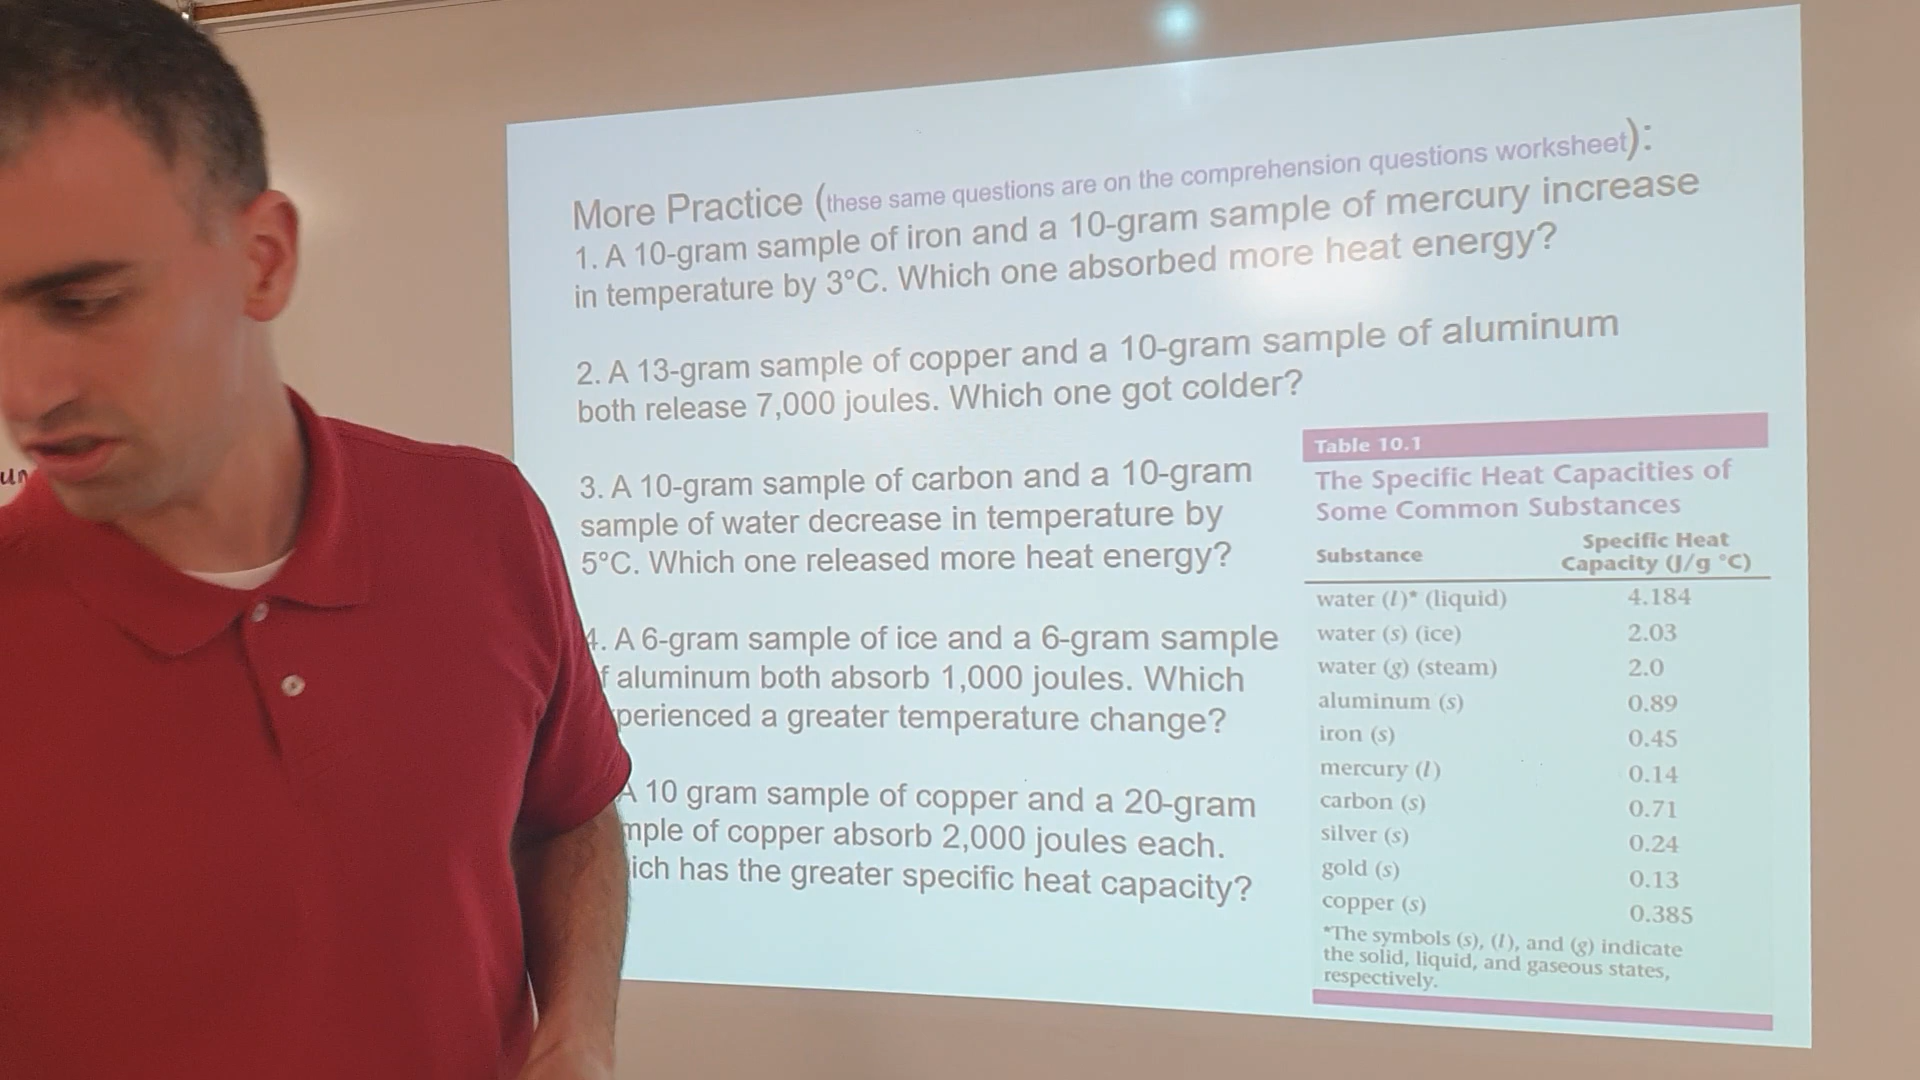 More Practice (these same questions are on the comprehension questions worksheet):
1. A 10-gram sample of iron and a 10-gram sample of mercury increase
in temperature by 3°C. Which one absorbed more heat energy?
2. A 13-gram sample of copper and a 10-gram sample of aluminum
both release 7,000 joules. Which one got colder?
3. A 10-gram sample of carbon and a 10-gram
sample of water decrease in temperature by
5°C. Which one released more heat energy?
4. A 6-gram sample of ice and a 6-gram sample
f aluminum both absorb 1,000 joules. Which
perienced a greater temperature change?
A 10 gram sample of copper and a 20-gram
mple of copper absorb 2,000 joules each.
ich has the greater specific heat capacity?
Table 10.1
The Specific Heat Capacities of
Some Common Substances
Substance Specific Heat Capacity (J/g °C)
water (l)* (liquid) 4.184
water (s) (ice) 2.03
water (g) (steam) 2.0
aluminum (s) 0.89
iron (s) 0.45
mercury (l) 0.14
carbon (s) 0.71
silver (s) 0.24
gold (s) 0.13
copper (s) 0.385
*The symbols (s), (l), and (g) indicate
the solid, liquid, and gaseous states,
respectively.